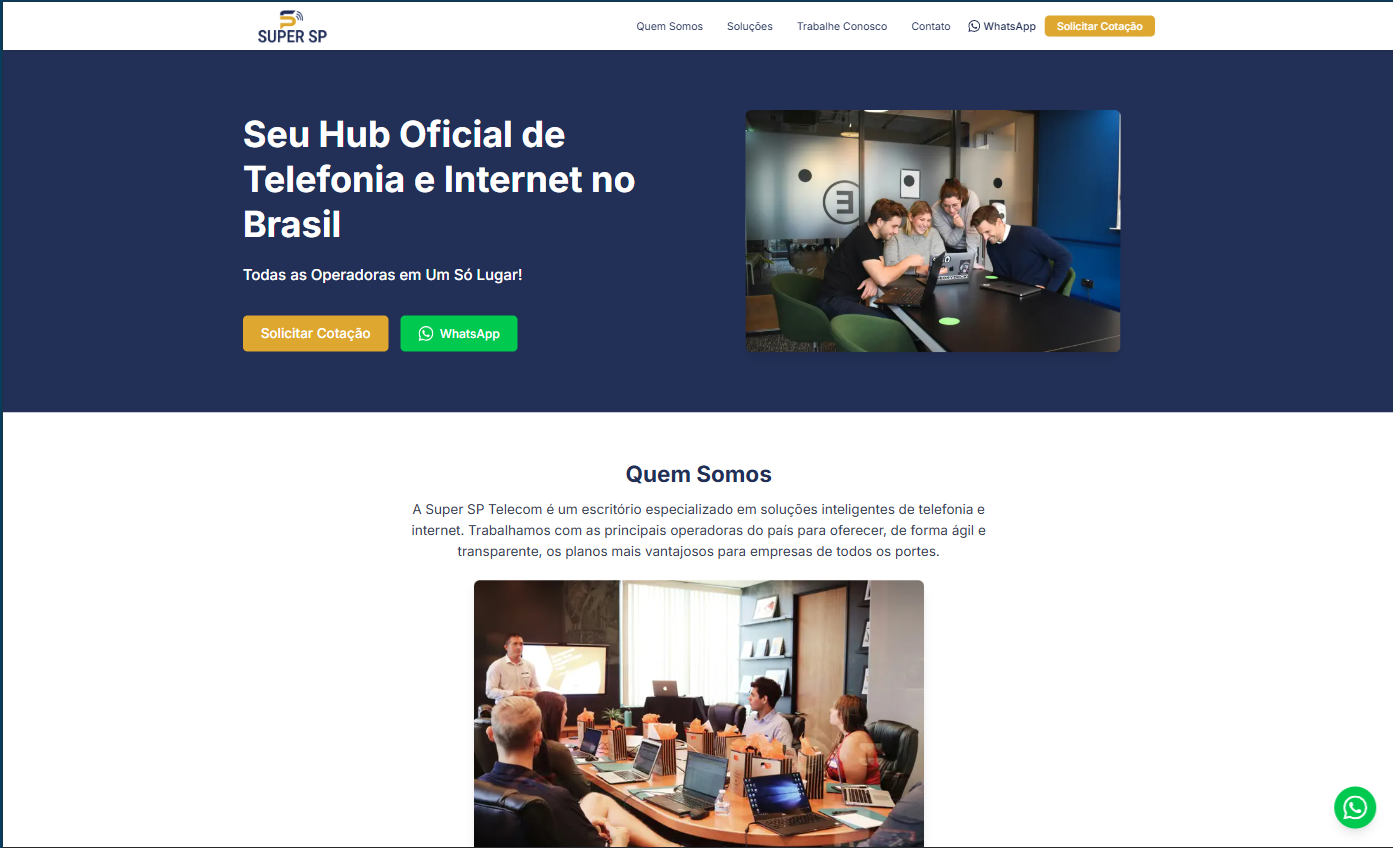 SUPER SP
Quem Somos
Soluções
Trabalhe Conosco
Contato
WhatsApp
Solicitar Cotação
Seu Hub Oficial de
Telefonia e Internet no
Brasil
Todas as Operadoras em Um Só Lugar!
Solicitar Cotação
WhatsApp
Quem Somos
A Super SP Telecom é um escritório especializado em soluções inteligentes de telefonia e
internet. Trabalhamos com as principais operadoras do país para oferecer, de forma ágil e
transparente, os planos mais vantajosos para empresas de todos os portes.